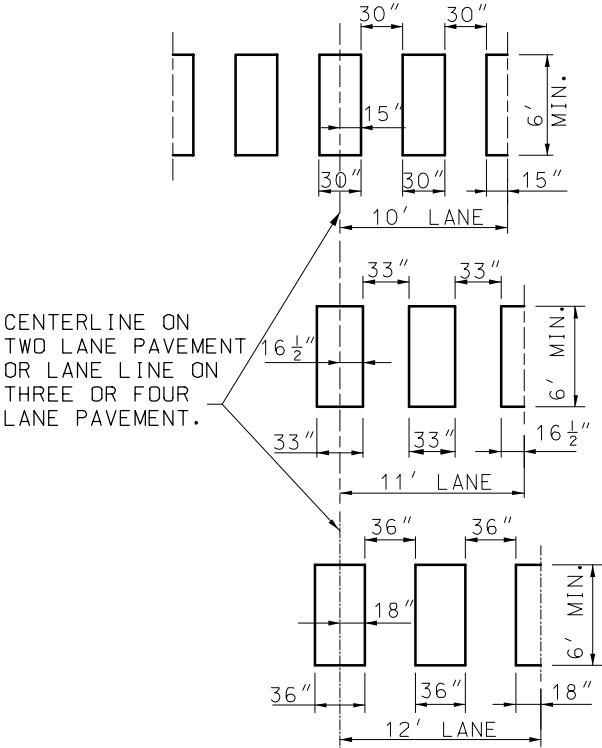 30″ 30″
15″
6′ MIN.
30″ 30″ 15″
10′ LANE
33″ 33″
CENTERLINE ON
TWO LANE PAVEMENT
OR LANE LINE ON
THREE OR FOUR
LANE PAVEMENT.
16 1/2″
6′ MIN.
33″ 33″ 16 1/2″
11′ LANE
36″ 36″
18″
6′ MIN.
36″ 36″ 18″
12′ LANE